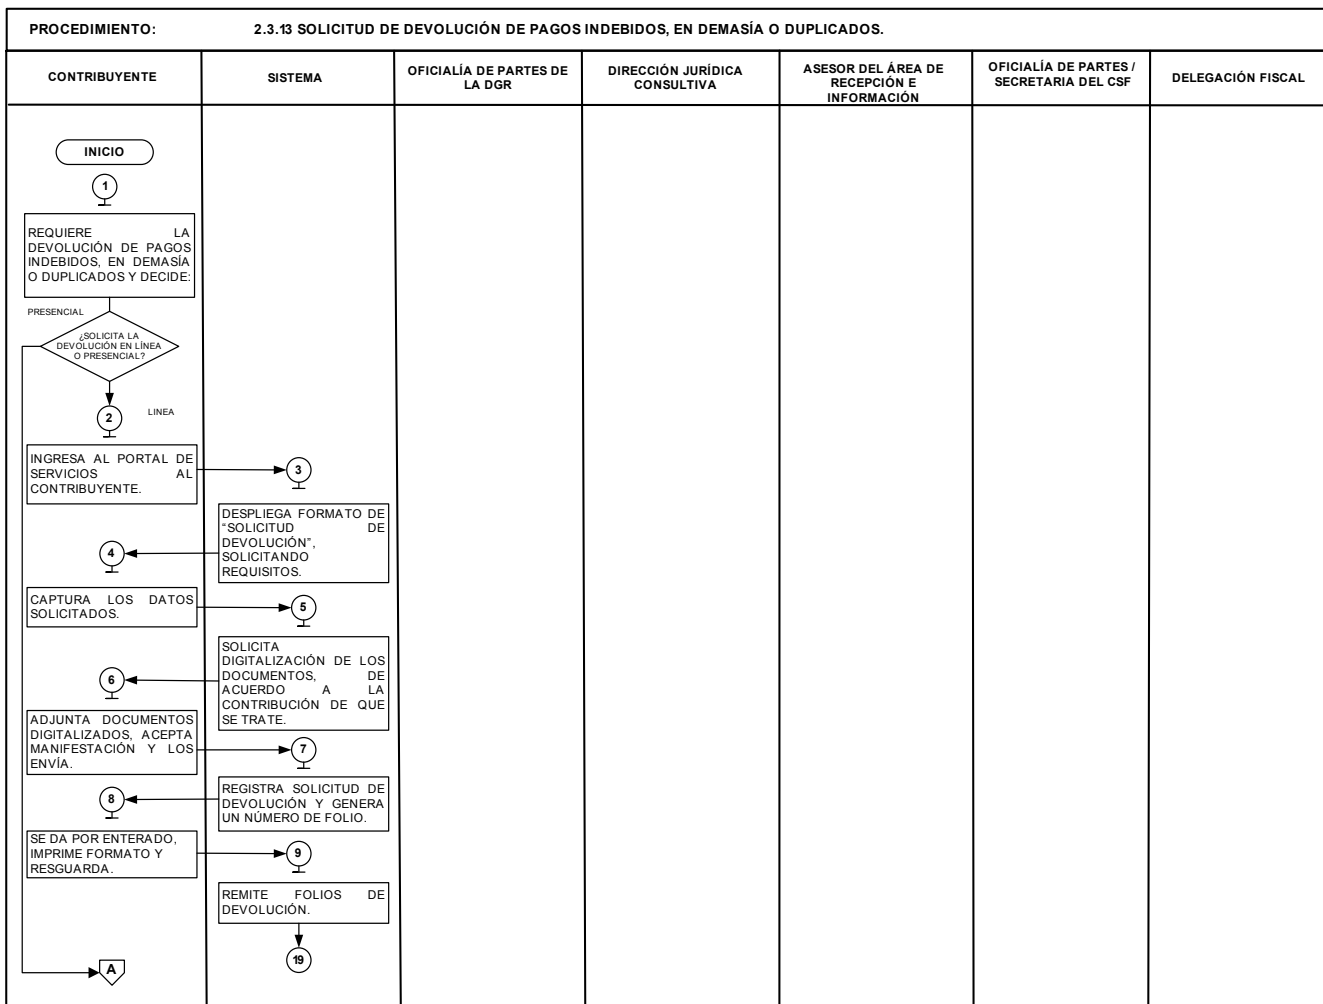 PROCEDIMIENTO: 2.3.13 SOLICITUD DE DEVOLUCIÓN DE PAGOS INDEBIDOS, EN DEMASÍA O DUPLICADOS.
CONTRIBUYENTE
SISTEMA
OFICIALÍA DE PARTES DE
LA DGR
DIRECCIÓN JURÍDICA
CONSULTIVA
ASESOR DEL ÁREA DE
RECEPCIÓN E
INFORMACIÓN
OFICIALÍA DE PARTES /
SECRETARIA DEL CSF
DELEGACIÓN FISCAL
INICIO
1
REQUIERE LA
DEVOLUCIÓN DE PAGOS
INDEBIDOS, EN DEMASÍA
O DUPLICADOS Y DECIDE:
PRESENCIAL
¿SOLICITA LA
DEVOLUCIÓN EN LÍNEA
O PRESENCIAL?
2
LINEA
INGRESA AL PORTAL DE
SERVICIOS AL
CONTRIBUYENTE.
3
DESPLIEGA FORMATO DE
“SOLICITUD DE
DEVOLUCIÓN”,
SOLICITANDO
REQUISITOS.
4
CAPTURA LOS DATOS
SOLICITADOS.
5
SOLICITA
DIGITALIZACIÓN DE LOS
DOCUMENTOS, DE
ACUERDO A LA
CONTRIBUCIÓN DE QUE
SE TRATE.
6
ADJUNTA DOCUMENTOS
DIGITALIZADOS, ACEPTA
MANIFESTACIÓN Y LOS
ENVÍA.
7
REGISTRA SOLICITUD DE
DEVOLUCIÓN Y GENERA
UN NÚMERO DE FOLIO.
8
SE DA POR ENTERADO,
IMPRIME FORMATO Y
RESGUARDA.
9
REMITE FOLIOS DE
DEVOLUCIÓN.
19
A